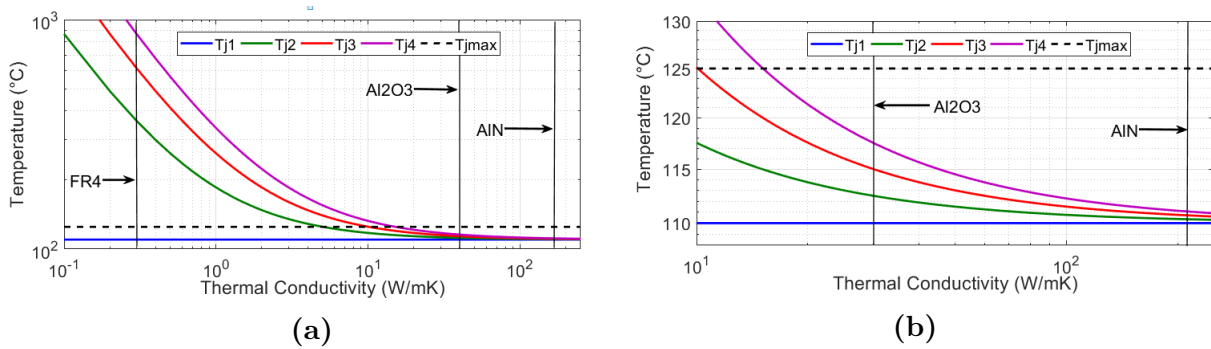 10³
10²
10⁻¹
10⁰
10¹
10²
Temperature (°C)
Thermal Conductivity (W/mK)
Tj1 Tj2 Tj3 Tj4 Tjmax
Al2O3
AlN
FR4
(a)
130
125
120
115
110
10¹
10²
Temperature (°C)
Thermal Conductivity (W/mK)
Tj1 Tj2 Tj3 Tj4 Tjmax
Al2O3
AlN
(b)